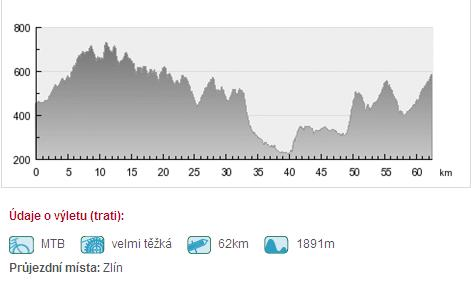 800
600
400
200
0 5 10 15 20 25 30 35 40 45 50 55 60 km
Údaje o výletu (trati):
MTB velmi těžká 62km 1891m
Průjezdní místa: Zlín